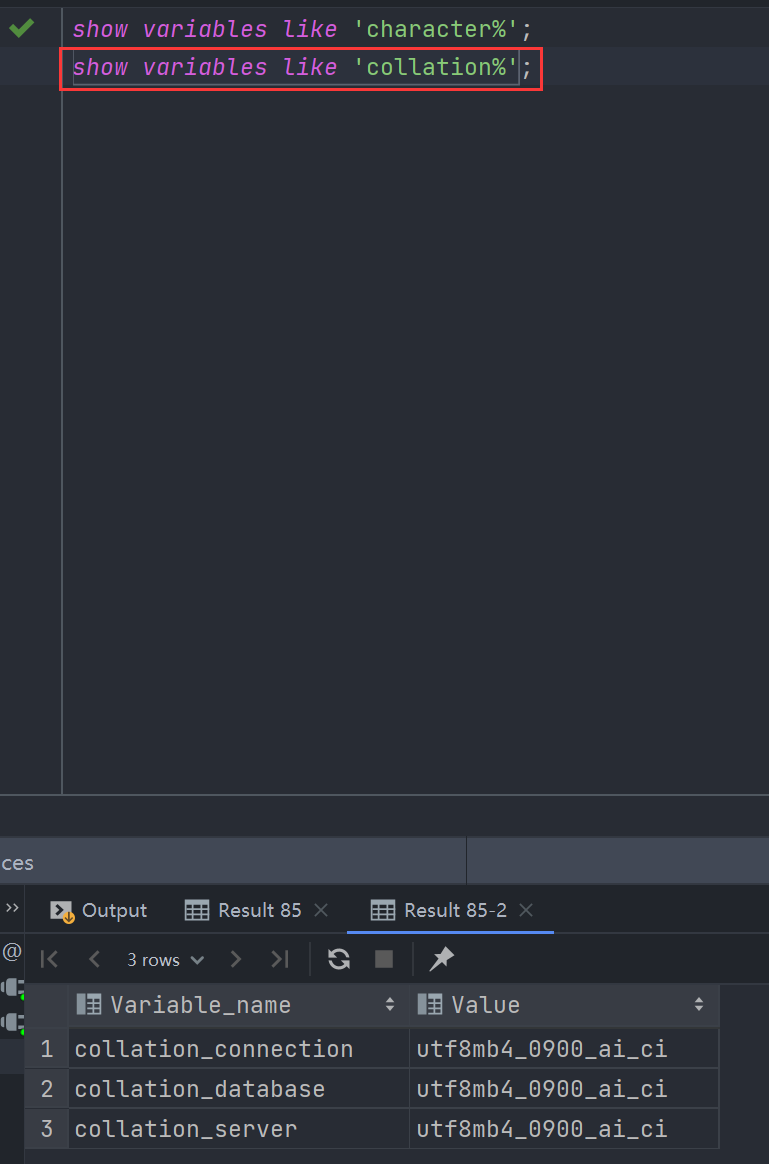 show variables like 'character%';
show variables like 'collation%';
ces
Output Result 85 Result 85-2
3 rows
Variable_name Value
1 collation_connection utf8mb4_0900_ai_ci
2 collation_database utf8mb4_0900_ai_ci
3 collation_server utf8mb4_0900_ai_ci